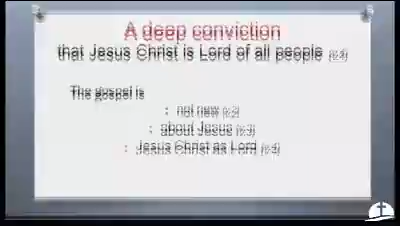 A deep conviction
that Jesus Christ is Lord of all people
The gospel is
: not new
: about Jesus
: Jesus Christ as Lord